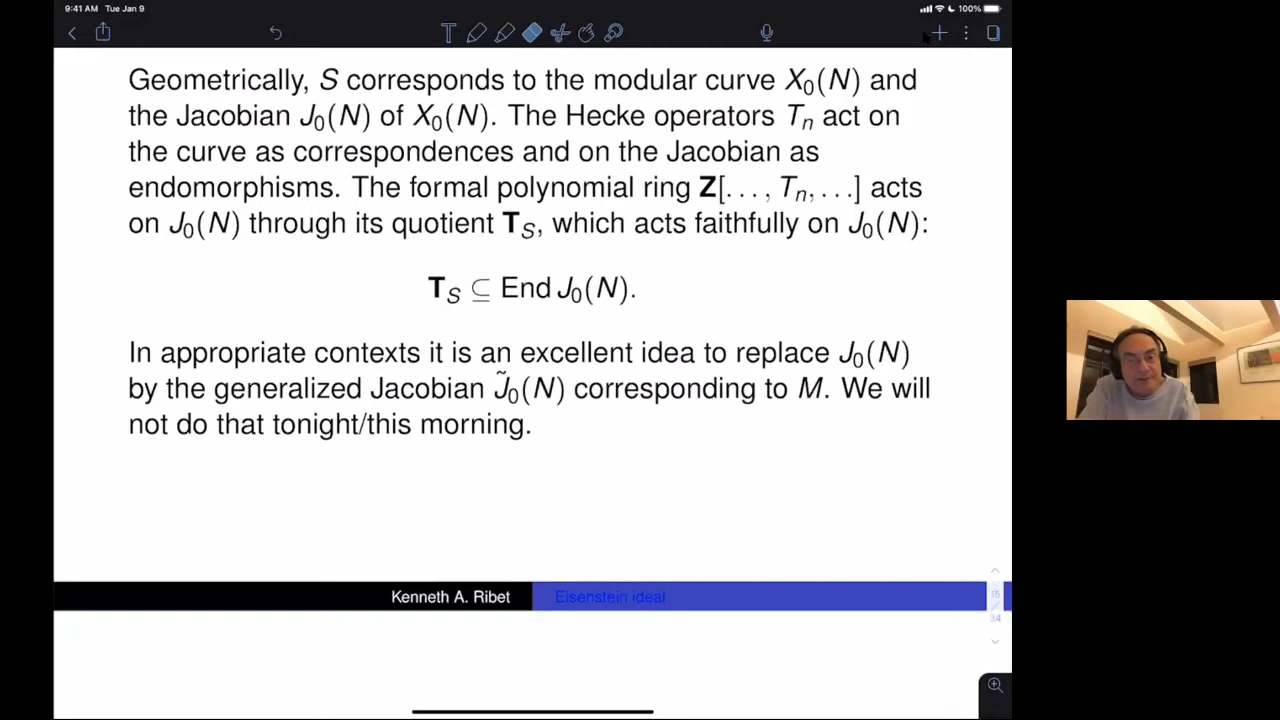 9:41 AM Tue Jan 9
100%
Geometrically, S corresponds to the modular curve X₀(N) and
the Jacobian J₀(N) of X₀(N). The Hecke operators Tₙ act on
the curve as correspondences and on the Jacobian as
endomorphisms. The formal polynomial ring Z[. . . , Tₙ, . . .] acts
on J₀(N) through its quotient T_S, which acts faithfully on J₀(N):
T_S ⊆ End J₀(N).
In appropriate contexts it is an excellent idea to replace J₀(N)
by the generalized Jacobian J̃₀(N) corresponding to M. We will
not do that tonight/this morning.
Kenneth A. Ribet Eisenstein ideal
15
/
34